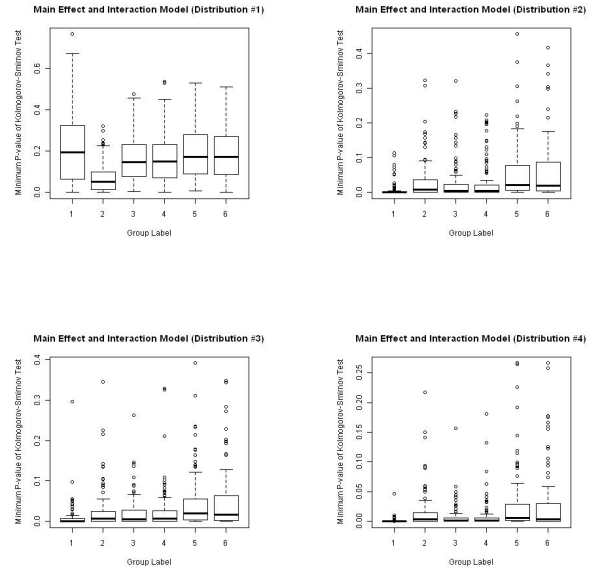 Main Effect and Interaction Model (Distribution #1)
Minimum P-value of Kolmogorov-Smirnov Test
0.0
0.2
0.4
0.6
1 2 3 4 5 6
Group Label
Main Effect and Interaction Model (Distribution #2)
Minimum P-value of Kolmogorov-Smirnov Test
0.0
0.1
0.2
0.3
0.4
1 2 3 4 5 6
Group Label
Main Effect and Interaction Model (Distribution #3)
Minimum P-value of Kolmogorov-Smirnov Test
0.0
0.1
0.2
0.3
0.4
1 2 3 4 5 6
Group Label
Main Effect and Interaction Model (Distribution #4)
Minimum P-value of Kolmogorov-Smirnov Test
0.00
0.05
0.10
0.15
0.20
0.25
1 2 3 4 5 6
Group Label